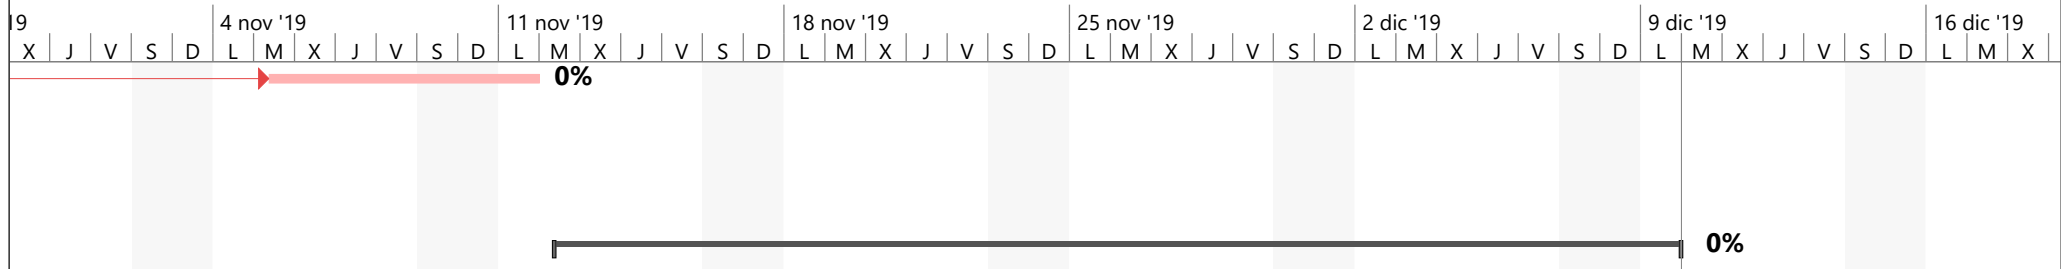 19 4 nov '19 11 nov '19 18 nov '19 25 nov '19 2 dic '19 9 dic '19 16 dic '19
X J V S D L M X J V S D L M X J V S D L M X J V S D L M X J V S D L M X J V S D L M X J V S D L M X
0%
0%